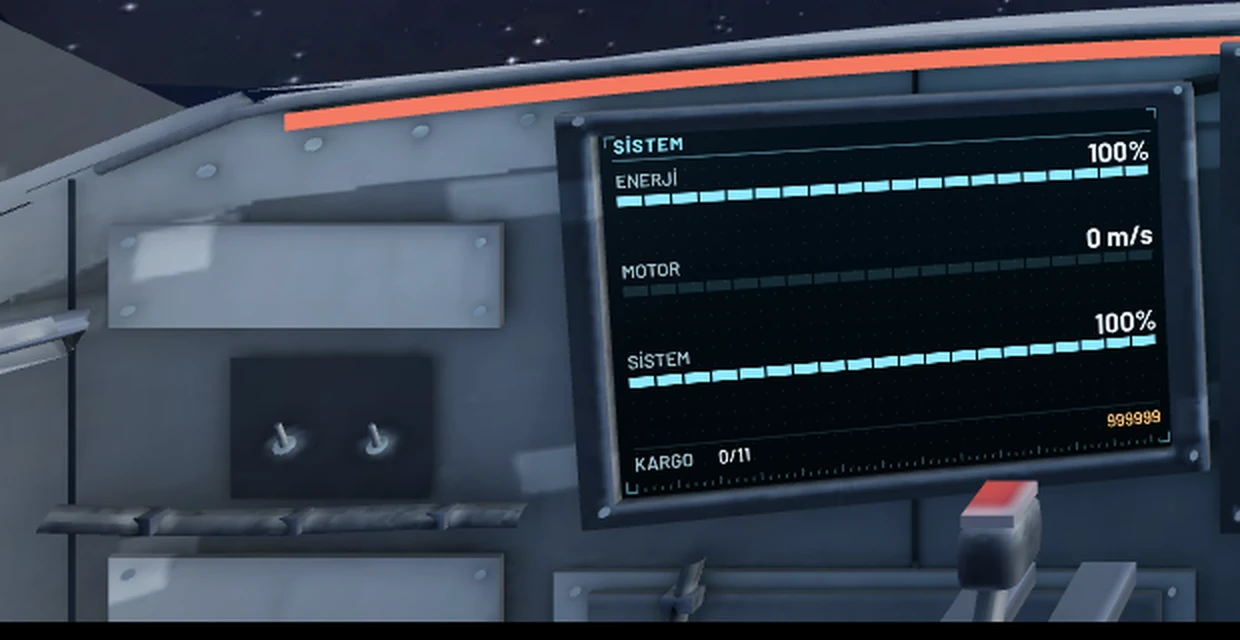 SİSTEM
100%
ENERJİ
0 m/s
MOTOR
100%
SİSTEM
999999
KARGO 0/11